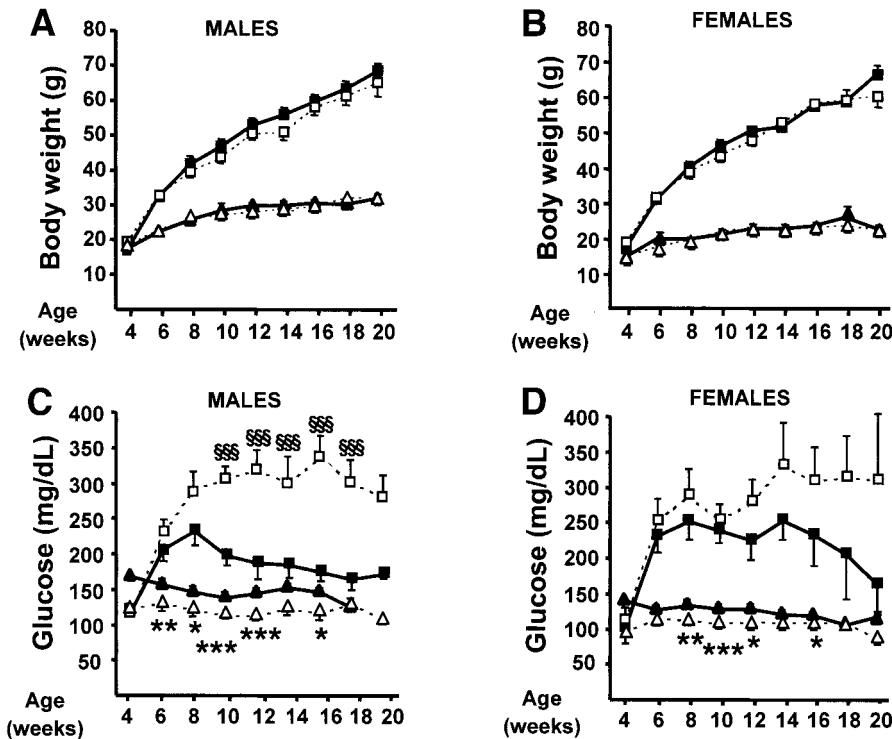 A
MALES
Body weight (g)
80
70
60
50
40
30
20
10
Age
(weeks)
4 6 8 10 12 14 16 18 20
B
FEMALES
Body weight (g)
80
70
60
50
40
30
20
10
Age
(weeks)
4 6 8 10 12 14 16 18 20
C
MALES
Glucose (mg/dL)
400
350
300
250
200
150
100
50
§§§ §§§ §§§ §§§ §§§
** * *** *** *
Age
(weeks)
4 6 8 10 12 14 16 18 20
D
FEMALES
Glucose (mg/dL)
400
350
300
250
200
150
100
50
** *** * *
Age
(weeks)
4 6 8 10 12 14 16 18 20